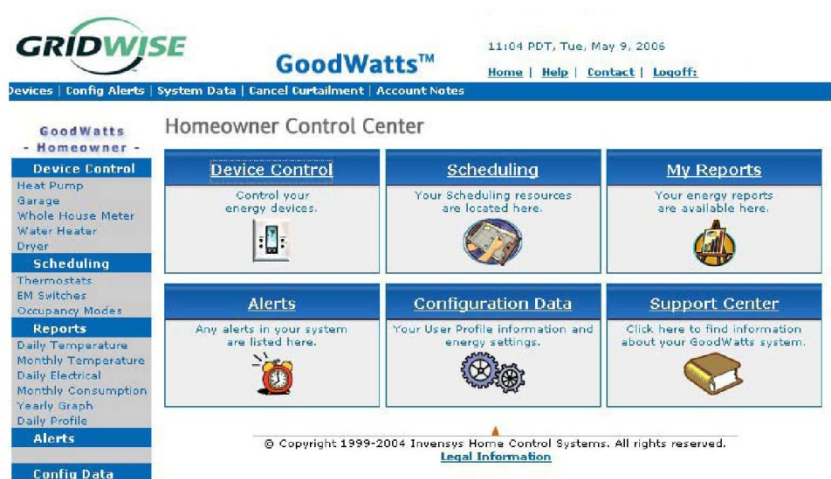 GRIDWISE
GoodWatts™
11:04 PDT, Tue, May 9, 2006
Home | Help | Contact | Logoff:
Devices | Config Alerts | System Data | Cancel Curtailment | Account Notes
GoodWatts
- Homeowner -
Device Control
Heat Pump
Garage
Whole House Meter
Water Heater
Dryer
Scheduling
Thermostats
EM Switches
Occupancy Modes
Reports
Daily Temperature
Monthly Temperature
Daily Electrical
Monthly Consumption
Yearly Graph
Daily Profile
Alerts
Config Data
Homeowner Control Center
Device Control
Control your
energy devices.
Scheduling
Your Scheduling resources
are located here.
My Reports
Your energy reports
are available here.
Alerts
Any alerts in your system
are listed here.
Configuration Data
Your User Profile information and
energy settings.
Support Center
Click here to find information
about your GoodWatts system.
© Copyright 1999-2004 Invensys Home Control Systems. All rights reserved.
Legal Information